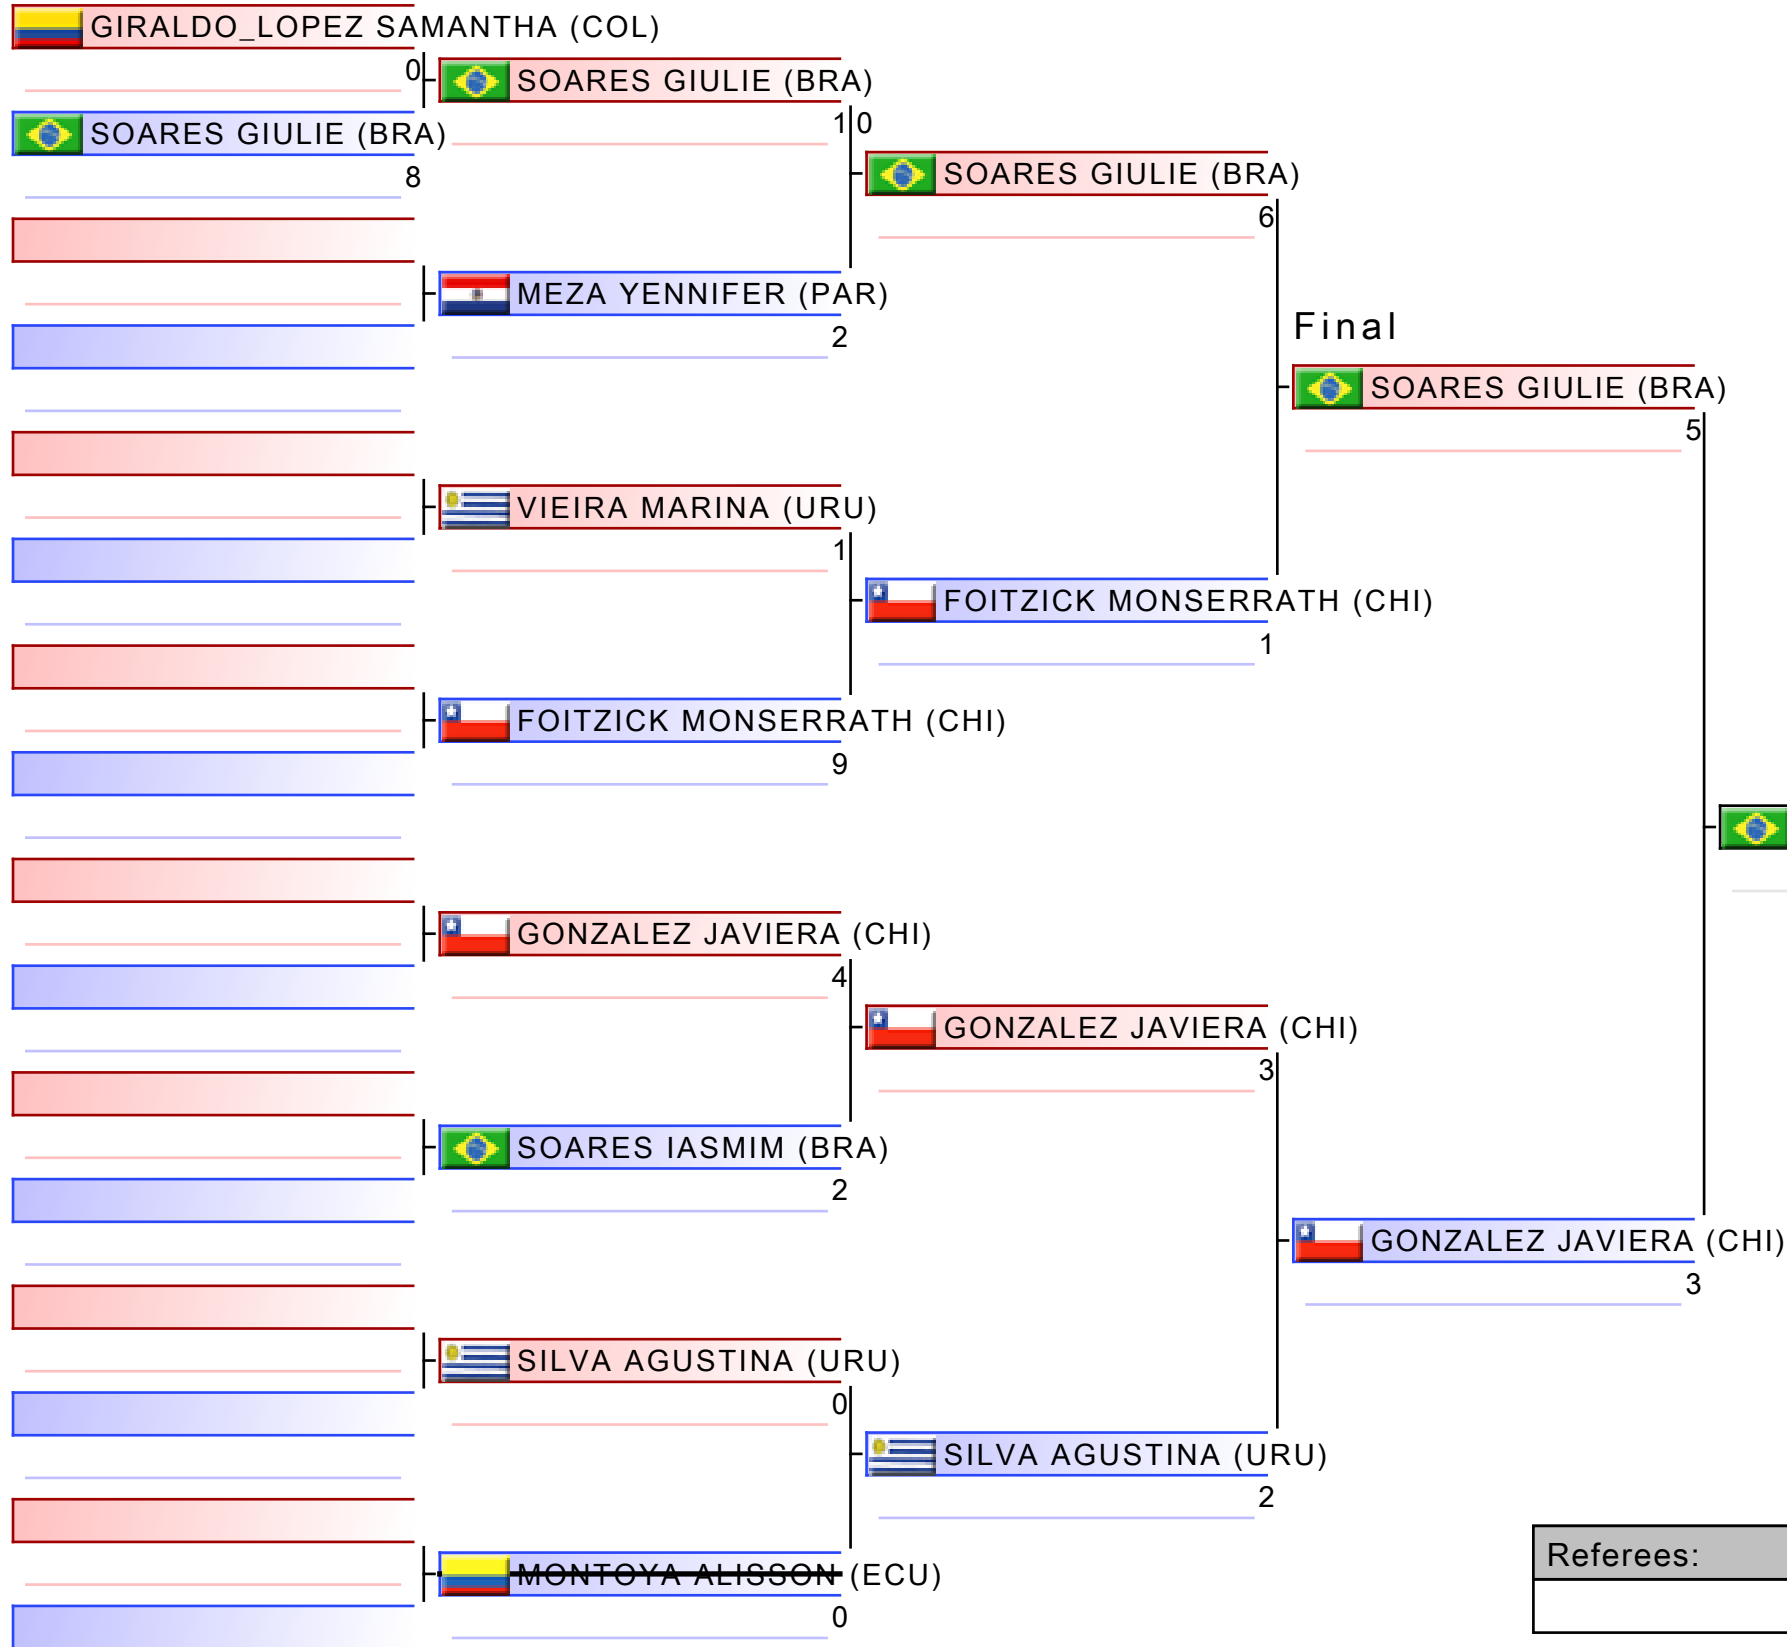 GIRALDO_LOPEZ SAMANTHA (COL)
0
SOARES GIULIE (BRA)
8
SOARES GIULIE (BRA)
10
MEZA YENNIFER (PAR)
2
VIEIRA MARINA (URU)
1
FOITZICK MONSERRATH (CHI)
9
GONZALEZ JAVIERA (CHI)
4
SOARES IASMIM (BRA)
2
SILVA AGUSTINA (URU)
0
MONTOYA ALISSON (ECU)
0
SOARES GIULIE (BRA)
6
FOITZICK MONSERRATH (CHI)
1
GONZALEZ JAVIERA (CHI)
3
SILVA AGUSTINA (URU)
2
Final
SOARES GIULIE (BRA)
5
GONZALEZ JAVIERA (CHI)
3
Referees: